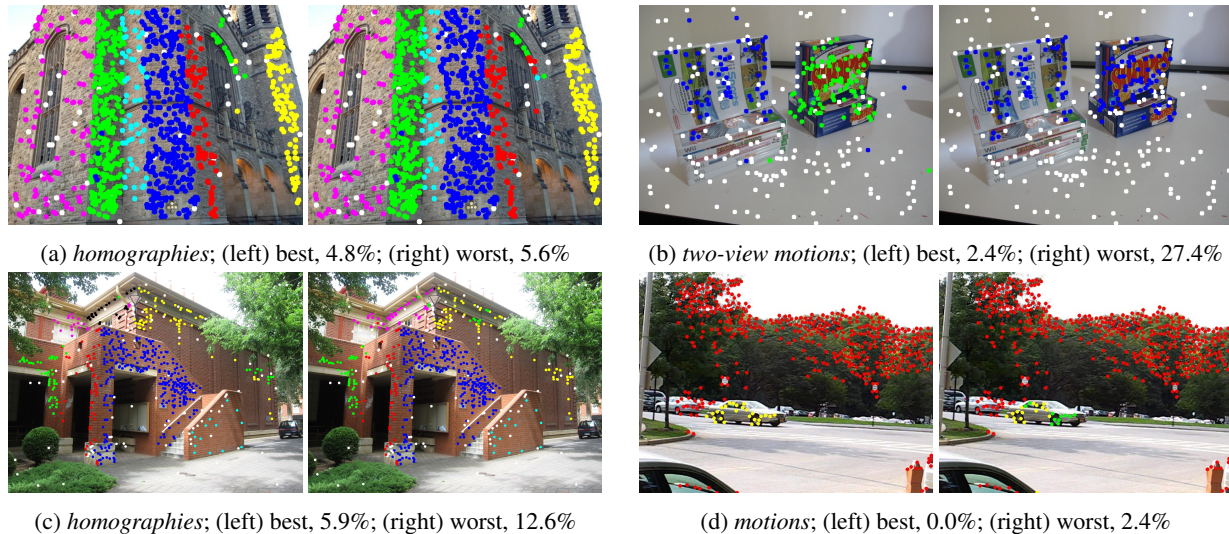 (a) homographies; (left) best, 4.8%; (right) worst, 5.6%
(b) two-view motions; (left) best, 2.4%; (right) worst, 27.4%
(c) homographies; (left) best, 5.9%; (right) worst, 12.6%
(d) motions; (left) best, 0.0%; (right) worst, 2.4%